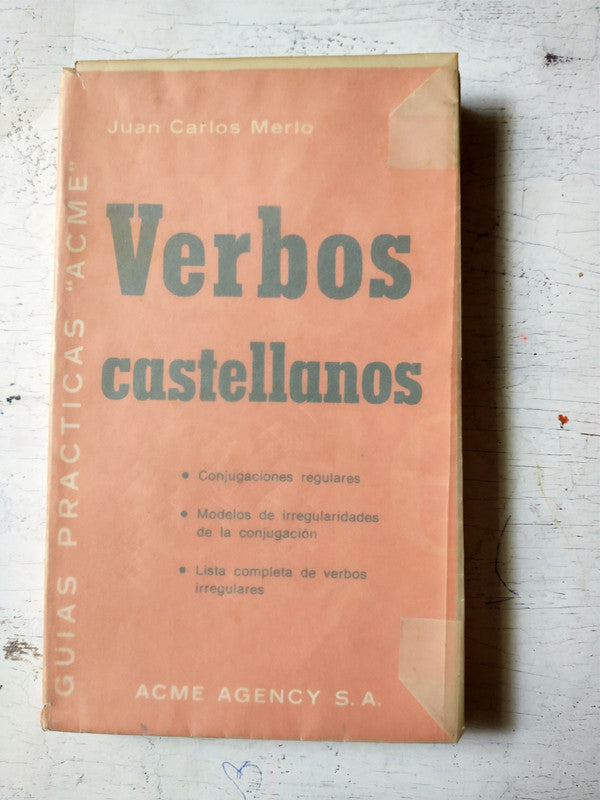 Juan Carlos Merlo
Verbos
castellanos
• Conjugaciones regulares
• Modelos de irregularidades
de la conjugación
• Lista completa de verbos
irregulares
ACME AGENCY S. A.
GUIAS PRACTICAS "ACME"